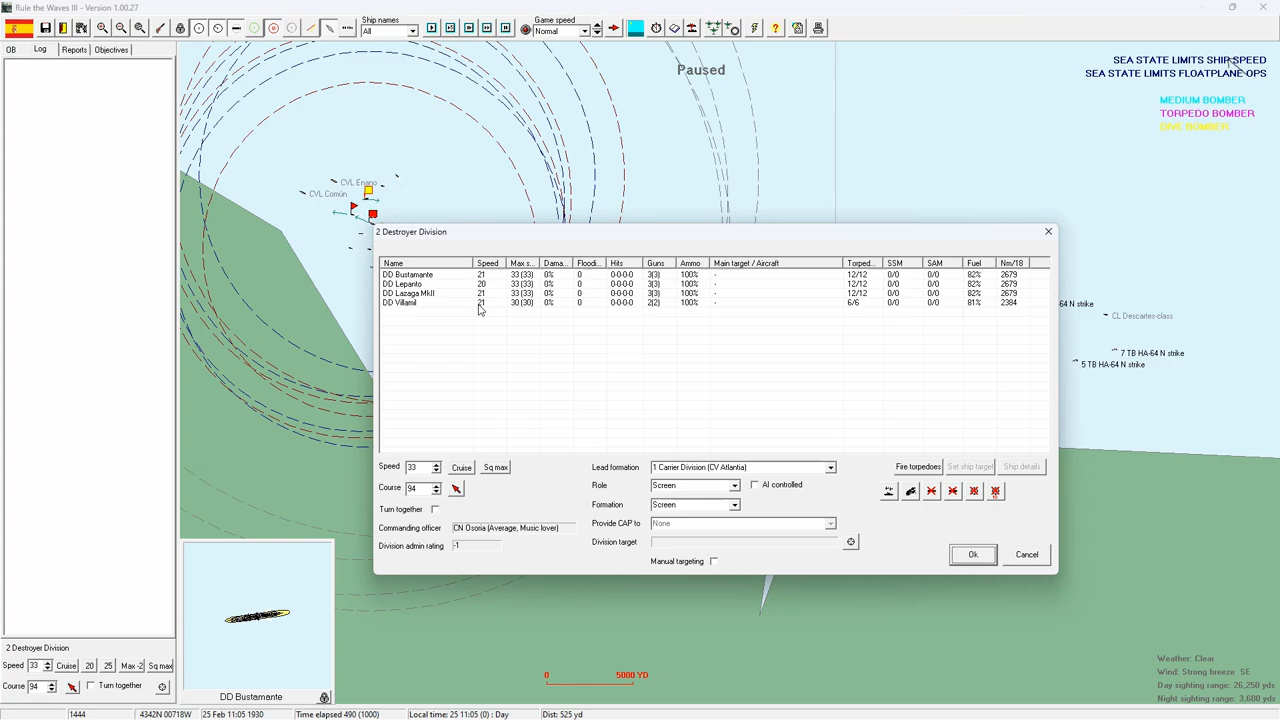 Rule the Waves III - Version 1.00.27
Ship names
All
Game speed
Normal
OB Log Reports Objectives
Paused
SEA STATE LIMITS SHIP SPEED
SEA STATE LIMITS FLOATPLANE OPS
MEDIUM BOMBER
TORPEDO BOMBER
DIVE BOMBER
CVL Enano
CVL Común
2 Destroyer Division
Name Speed Max s... Dama... Floodi... Hits Guns Ammo Main target / Aircraft Torped... SSM SAM Fuel Nm/18
DD Bustamante 21 33 (33) 0% 0 0-0-0-0 3(3) 100% - 12/12 0/0 0/0 82% 2679
DD Lepanto 20 33 (33) 0% 0 0-0-0-0 3(3) 100% - 12/12 0/0 0/0 82% 2679
DD Lazaga MkII 21 33 (33) 0% 0 0-0-0-0 3(3) 100% - 12/12 0/0 0/0 82% 2679
DD Villamil 21 30 (30) 0% 0 0-0-0-0 2(2) 100% - 6/6 0/0 0/0 81% 2384
64 N strike
CL Descartes-class
7 TB HA-64 N strike
5 TB HA-64 N strike
Speed 33 Cruise Sq max
Course 94
Turn together
Commanding officer CN Osoria (Average, Music lover)
Division admin rating -1
Lead formation 1 Carrier Division (CV Atlantia)
Role Screen AI controlled
Formation Screen
Provide CAP to None
Division target
Manual targeting
Fire torpedoes Set ship target Ship details
Ok Cancel
2 Destroyer Division
Speed 33 Cruise 20 25 Max -2 Sq max
Course 94 Turn together
DD Bustamante
0 5000 YD
Weather: Clear
Wind: Strong breeze SE
Day sighting range: 26,250 yds
Night sighting range: 3,600 yds
1444 4342N 00718W 25 Feb 11:05 1930 Time elapsed 490 (1000) Local time: 25 11:05 (0) : Day Dist: 525 yd